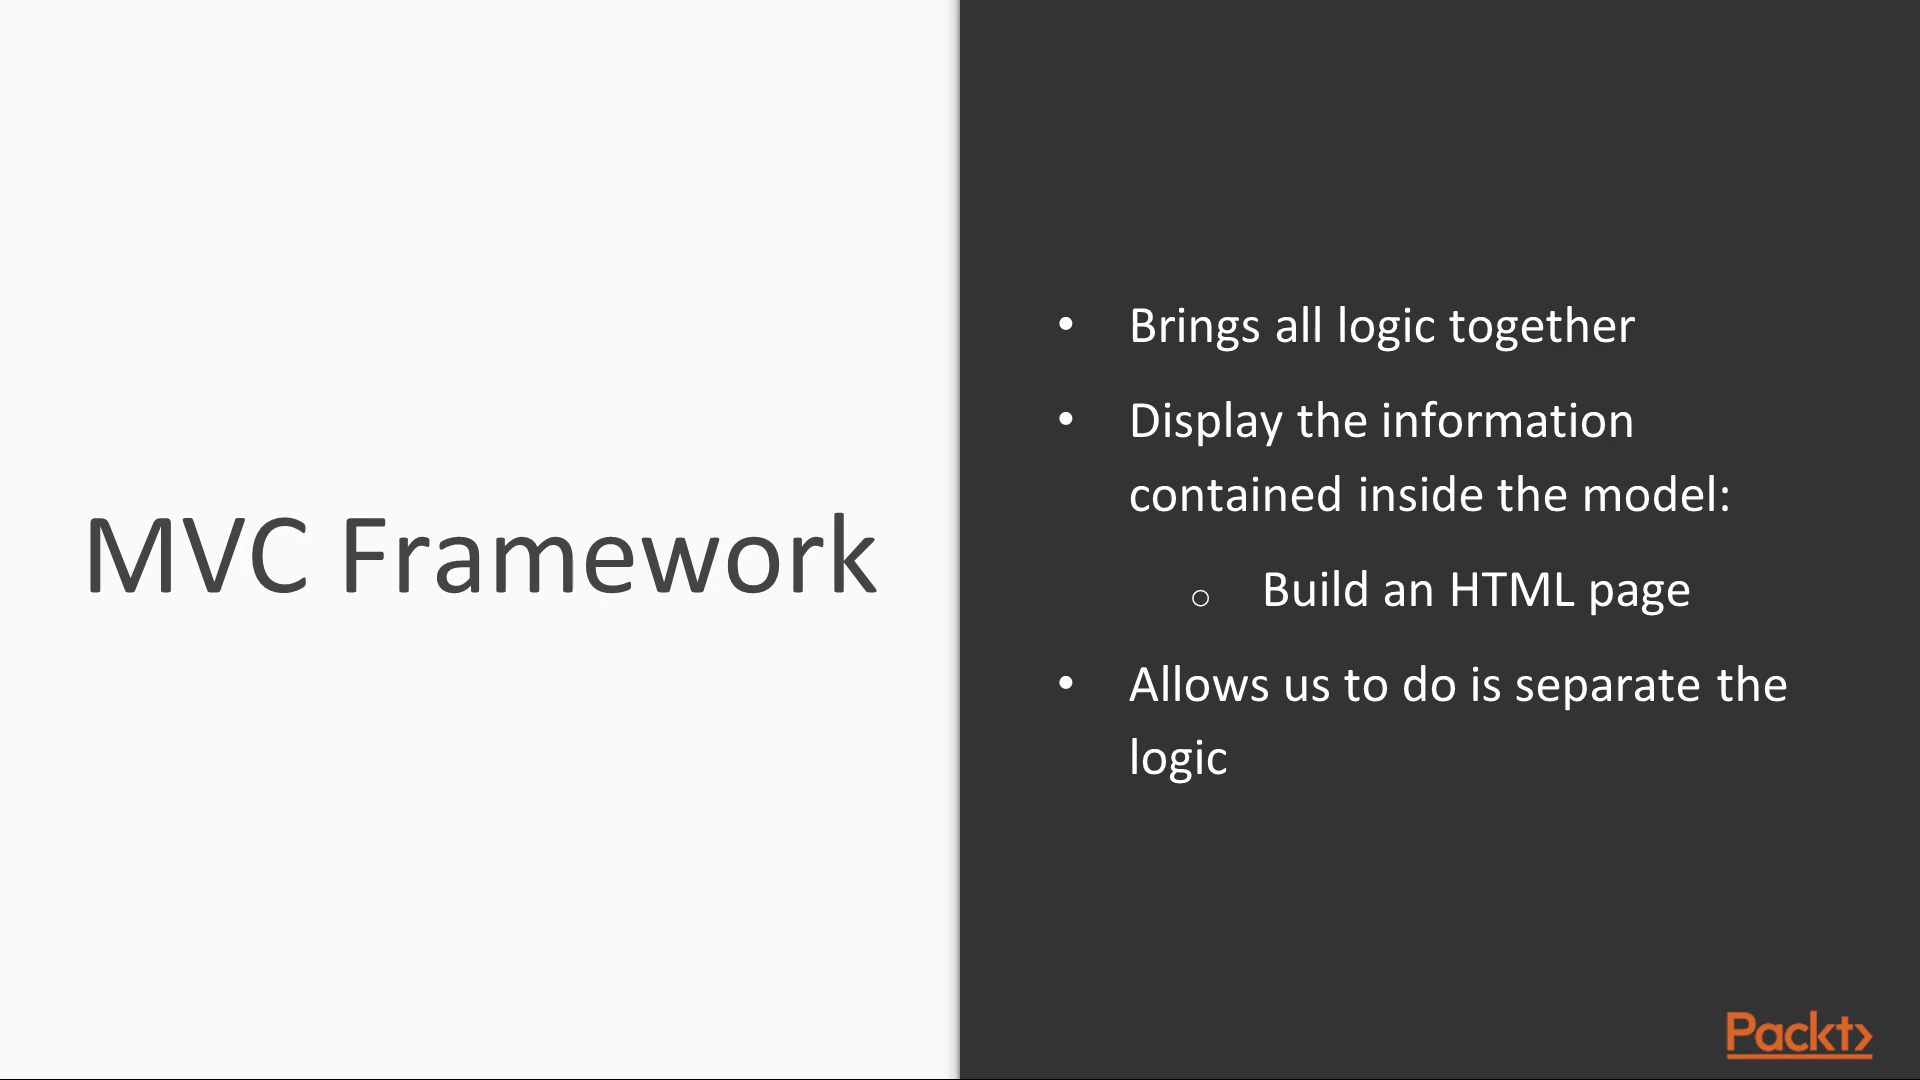 MVC Framework
• Brings all logic together
• Display the information
contained inside the model:
○ Build an HTML page
• Allows us to do is separate the
logic
Packt>